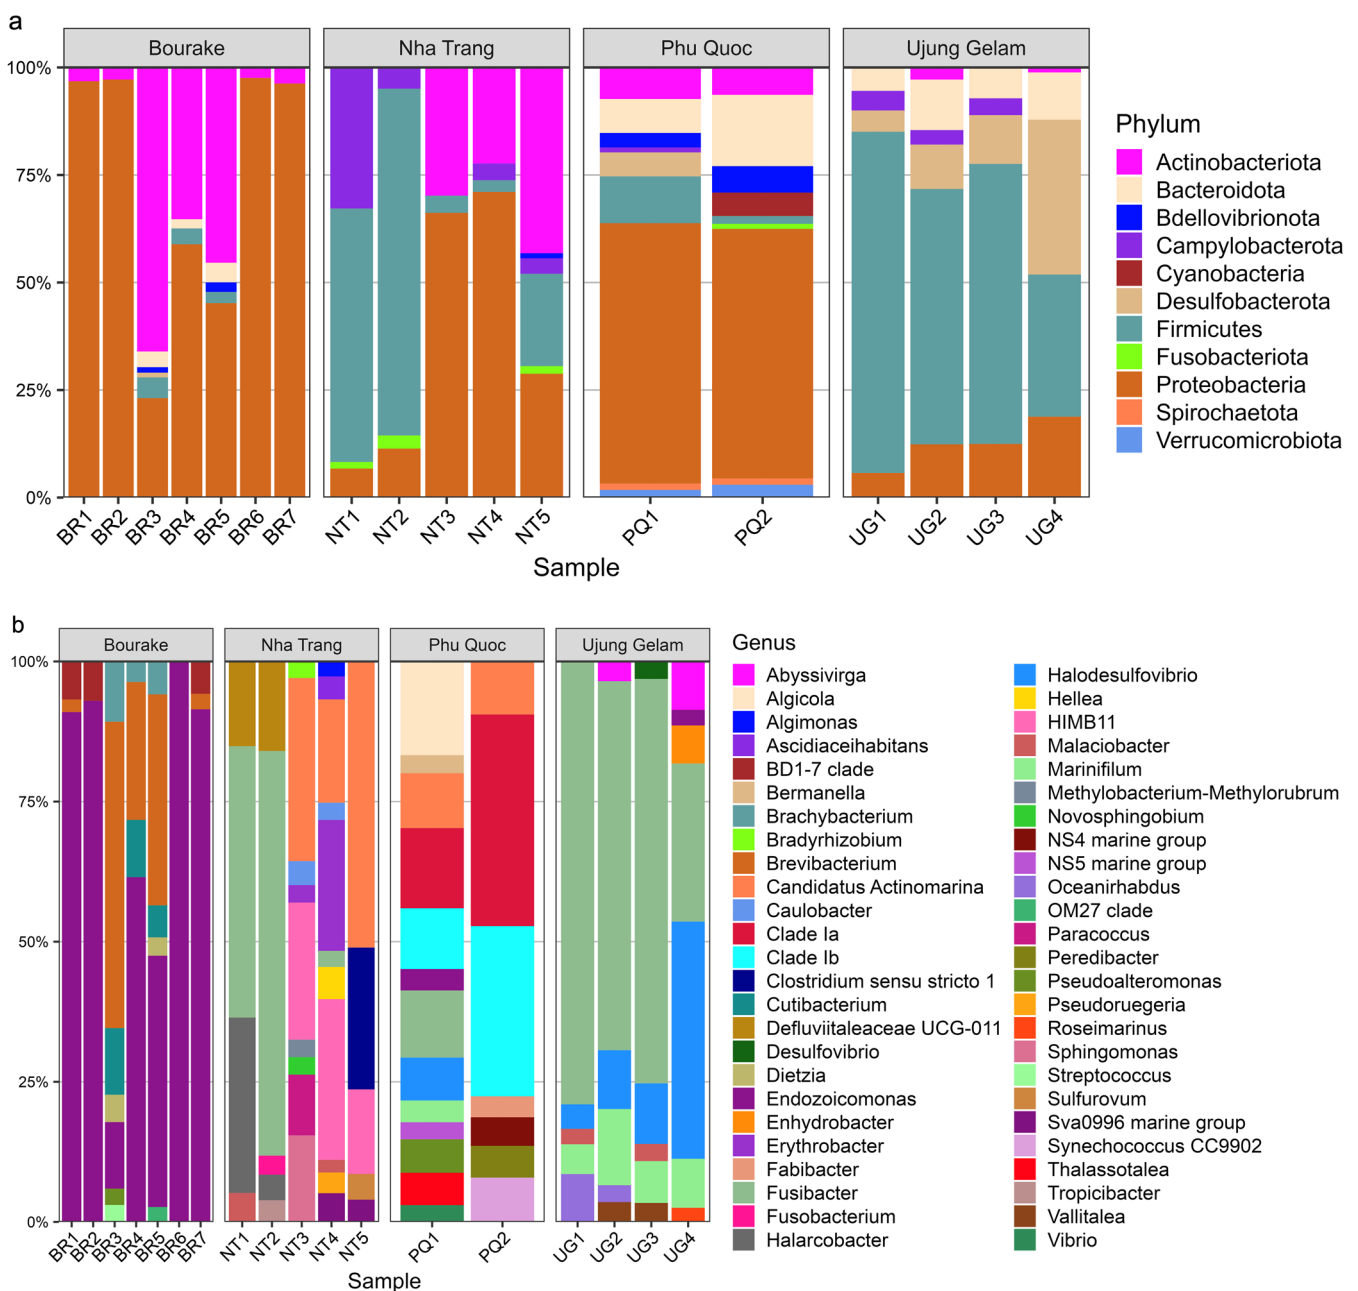 a
Bourake
Nha Trang
Phu Quoc
Ujung Gelam
100%
75%
50%
25%
0%
BR1
BR2
BR3
BR4
BR5
BR6
BR7
NT1
NT2
NT3
NT4
NT5
PQ1
PQ2
UG1
UG2
UG3
UG4
Sample
Phylum
Actinobacteriota
Bacteroidota
Bdellovibrionota
Campylobacterota
Cyanobacteria
Desulfobacterota
Firmicutes
Fusobacteriota
Proteobacteria
Spirochaetota
Verrucomicrobiota
b
Bourake
Nha Trang
Phu Quoc
Ujung Gelam
100%
75%
50%
25%
0%
BR1
BR2
BR3
BR4
BR5
BR6
BR7
NT1
NT2
NT3
NT4
NT5
PQ1
PQ2
UG1
UG2
UG3
UG4
Sample
Genus
Abyssivirga
Algicola
Algimonas
Ascidiaceihabitans
BD1-7 clade
Bermanella
Brachybacterium
Bradyrhizobium
Brevibacterium
Candidatus Actinomarina
Caulobacter
Clade Ia
Clade Ib
Clostridium sensu stricto 1
Cutibacterium
Defluviitaleaceae UCG-011
Desulfovibrio
Dietzia
Endozoicomonas
Enhydrobacter
Erythrobacter
Fabibacter
Fusibacter
Fusobacterium
Halarcobacter
Halodesulfovibrio
Hellea
HIMB11
Malaciobacter
Marinifilum
Methylobacterium-Methylorubrum
Novosphingobium
NS4 marine group
NS5 marine group
Oceanirhabdus
OM27 clade
Paracoccus
Peredibacter
Pseudoalteromonas
Pseudoruegeria
Roseimarinus
Sphingomonas
Streptococcus
Sulfurovum
Sva0996 marine group
Synechococcus CC9902
Thalassotalea
Tropicibacter
Vallitalea
Vibrio